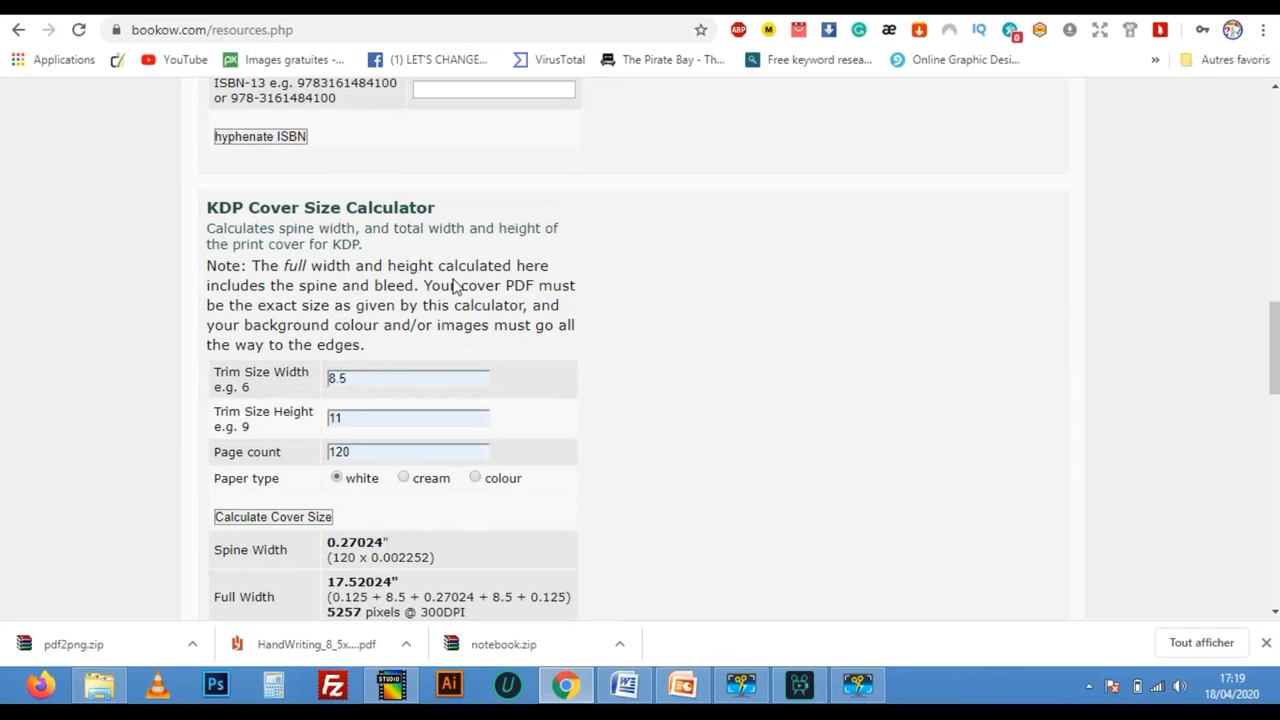 bookow.com/resources.php
ABP M æ IQ 0
Applications YouTube Images gratuites -... (1) LET'S CHANGE... VirusTotal The Pirate Bay - Th... Free keyword resea... Online Graphic Desi... » Autres favoris
ISBN-13 e.g. 9783161484100
or 978-3161484100
hyphenate ISBN
KDP Cover Size Calculator
Calculates spine width, and total width and height of
the print cover for KDP.
Note: The full width and height calculated here
includes the spine and bleed. Your cover PDF must
be the exact size as given by this calculator, and
your background colour and/or images must go all
the way to the edges.
Trim Size Width
e.g. 6
8.5
Trim Size Height
e.g. 9
11
Page count 120
Paper type white cream colour
Calculate Cover Size
Spine Width
0.27024"
(120 x 0.002252)
Full Width
17.52024"
(0.125 + 8.5 + 0.27024 + 8.5 + 0.125)
5257 pixels @ 300DPI
pdf2png.zip HandWriting_8_5x....pdf notebook.zip Tout afficher
Ps Fz STUDIO Ai U W
17:19
18/04/2020